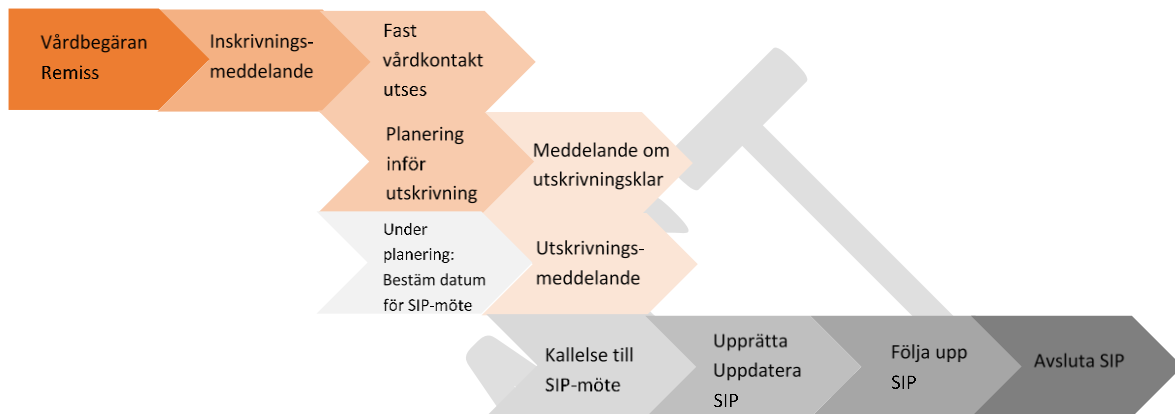 Vårdbegäran
Remiss
Inskrivnings-
meddelande
Fast
vårdkontakt
utses
Planering
inför
utskrivning
Meddelande om
utskrivningsklar
Under
planering:
Bestäm datum
för SIP-möte
Utskrivnings-
meddelande
Kallelse till
SIP-möte
Upprätta
Uppdatera
SIP
Följa upp
SIP
Avsluta SIP